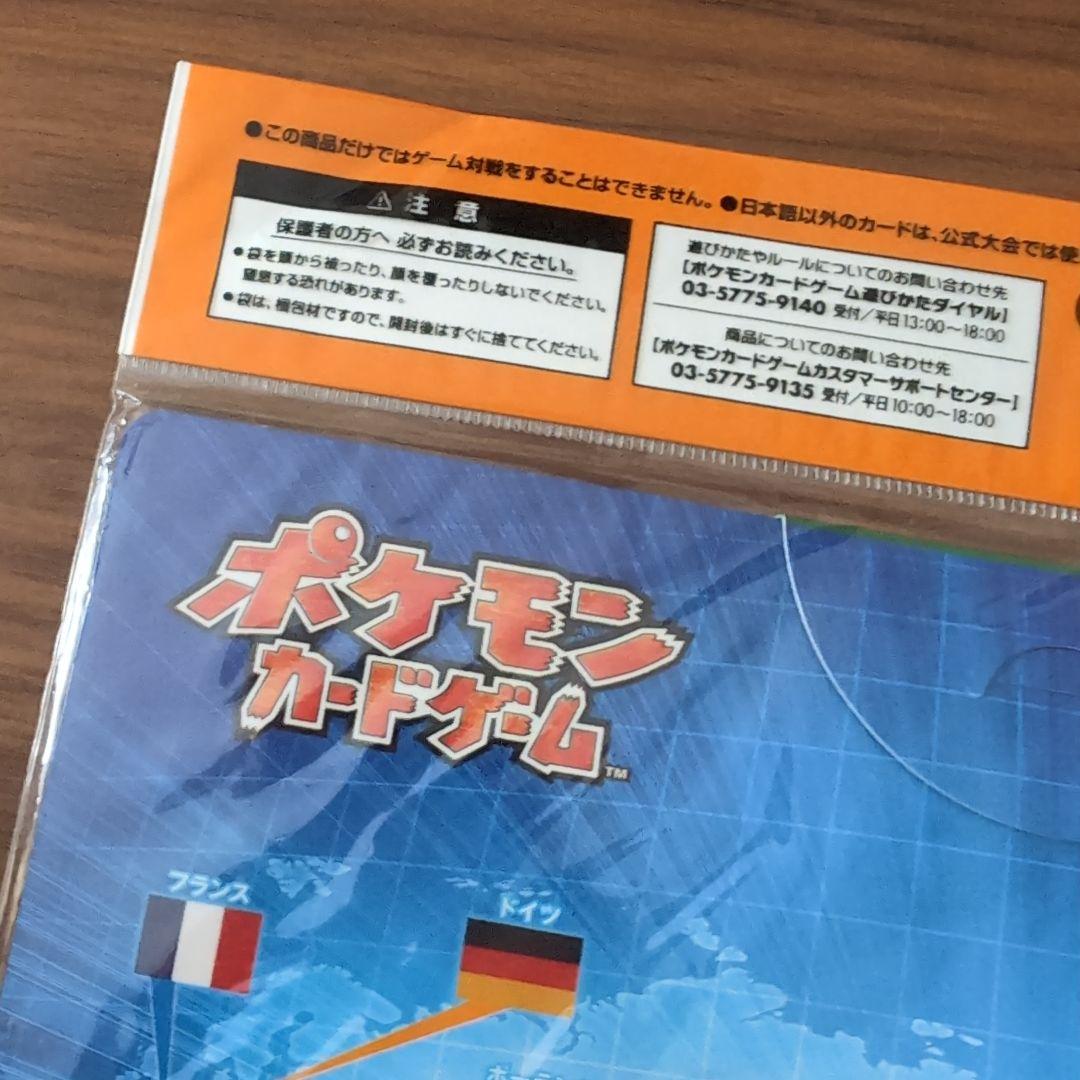 ●この商品だけではゲーム対戦をすることはできません。●日本語以外のカードは、公式大会では使
⚠ 注 意
保護者の方へ 必ずお読みください。
●袋を頭から被ったり、顔を覆ったりしないでください。
窒息する恐れがあります。
●袋は、梱包材ですので、開封後はすぐに捨ててください。
遊びかたやルールについてのお問い合わせ先
【ポケモンカードゲーム遊びかたダイヤル】
03-5775-9140 受付／平日13:00～18:00
商品についてのお問い合わせ先
【ポケモンカードゲームカスタマーサポートセンター】
03-5775-9135 受付／平日10:00～18:00
ポケモン
カードゲーム™
フランス
ドイツ